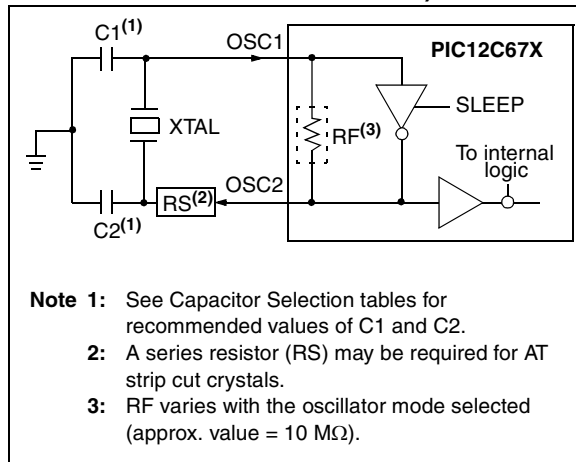 C1(1)
OSC1
PIC12C67X
SLEEP
XTAL
RF(3)
To internal
logic
OSC2
RS(2)
C2(1)
Note 1: See Capacitor Selection tables for
recommended values of C1 and C2.
2: A series resistor (RS) may be required for AT
strip cut crystals.
3: RF varies with the oscillator mode selected
(approx. value = 10 MΩ).